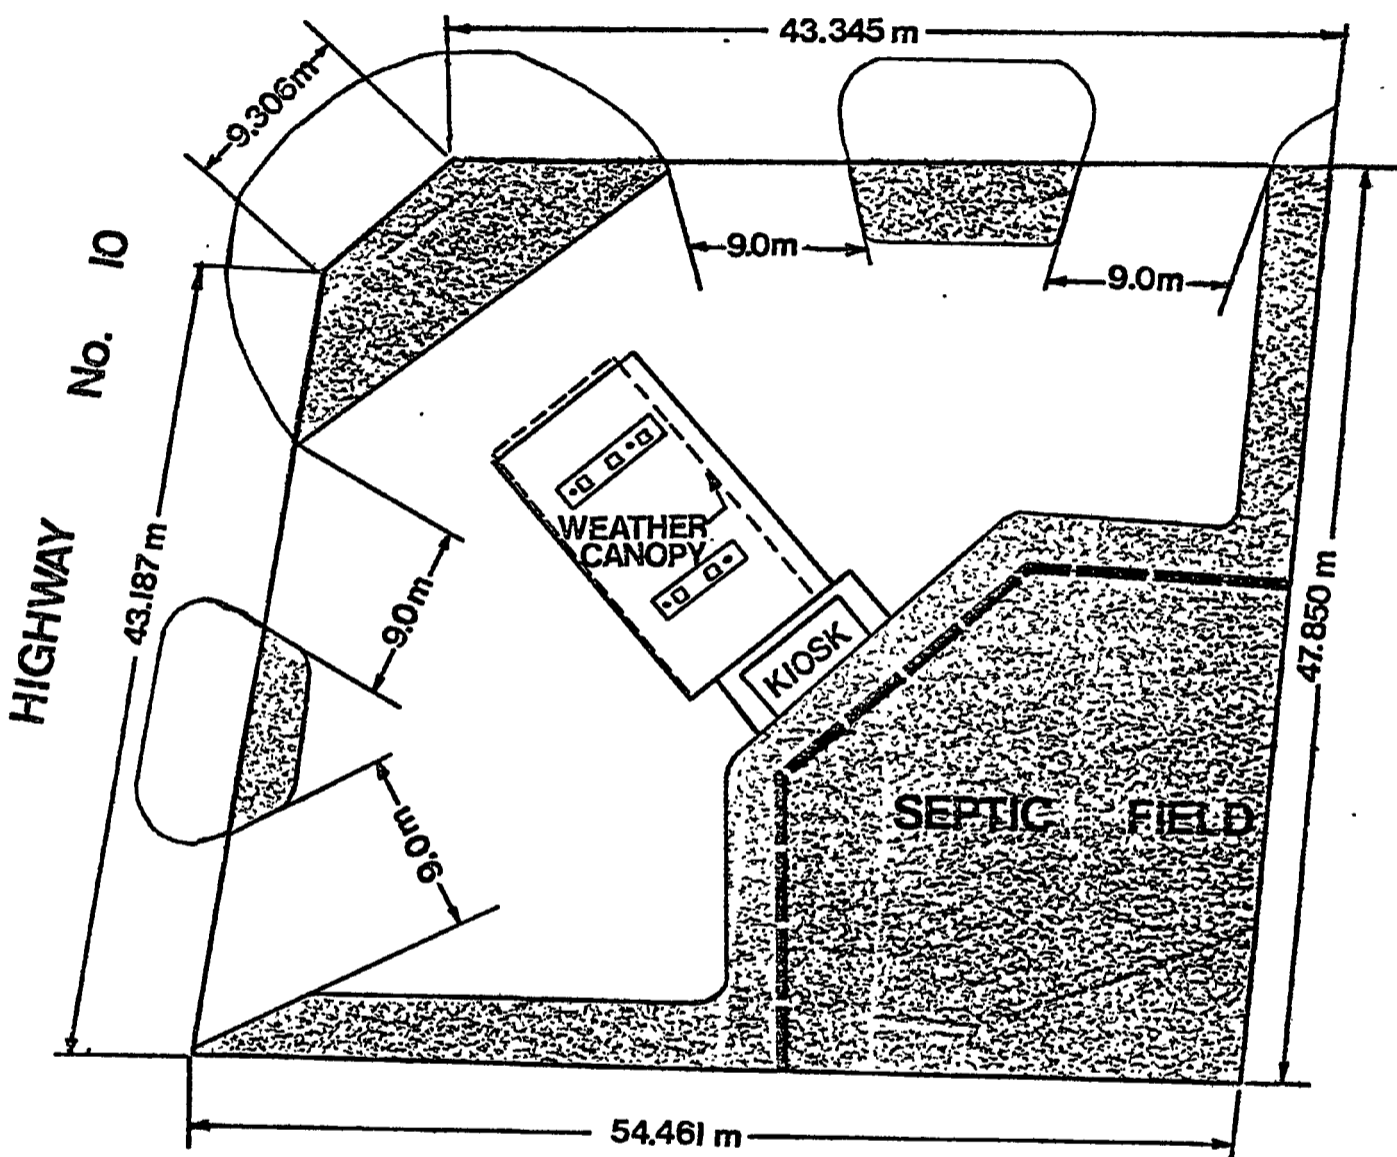 43.345 m
9.306m
HIGHWAY No. 10
9.0m
9.0m
43.187 m
WEATHER
CANOPY
9.0m
KIOSK
47.850 m
9.0m
SEPTIC FIELD
54.461 m